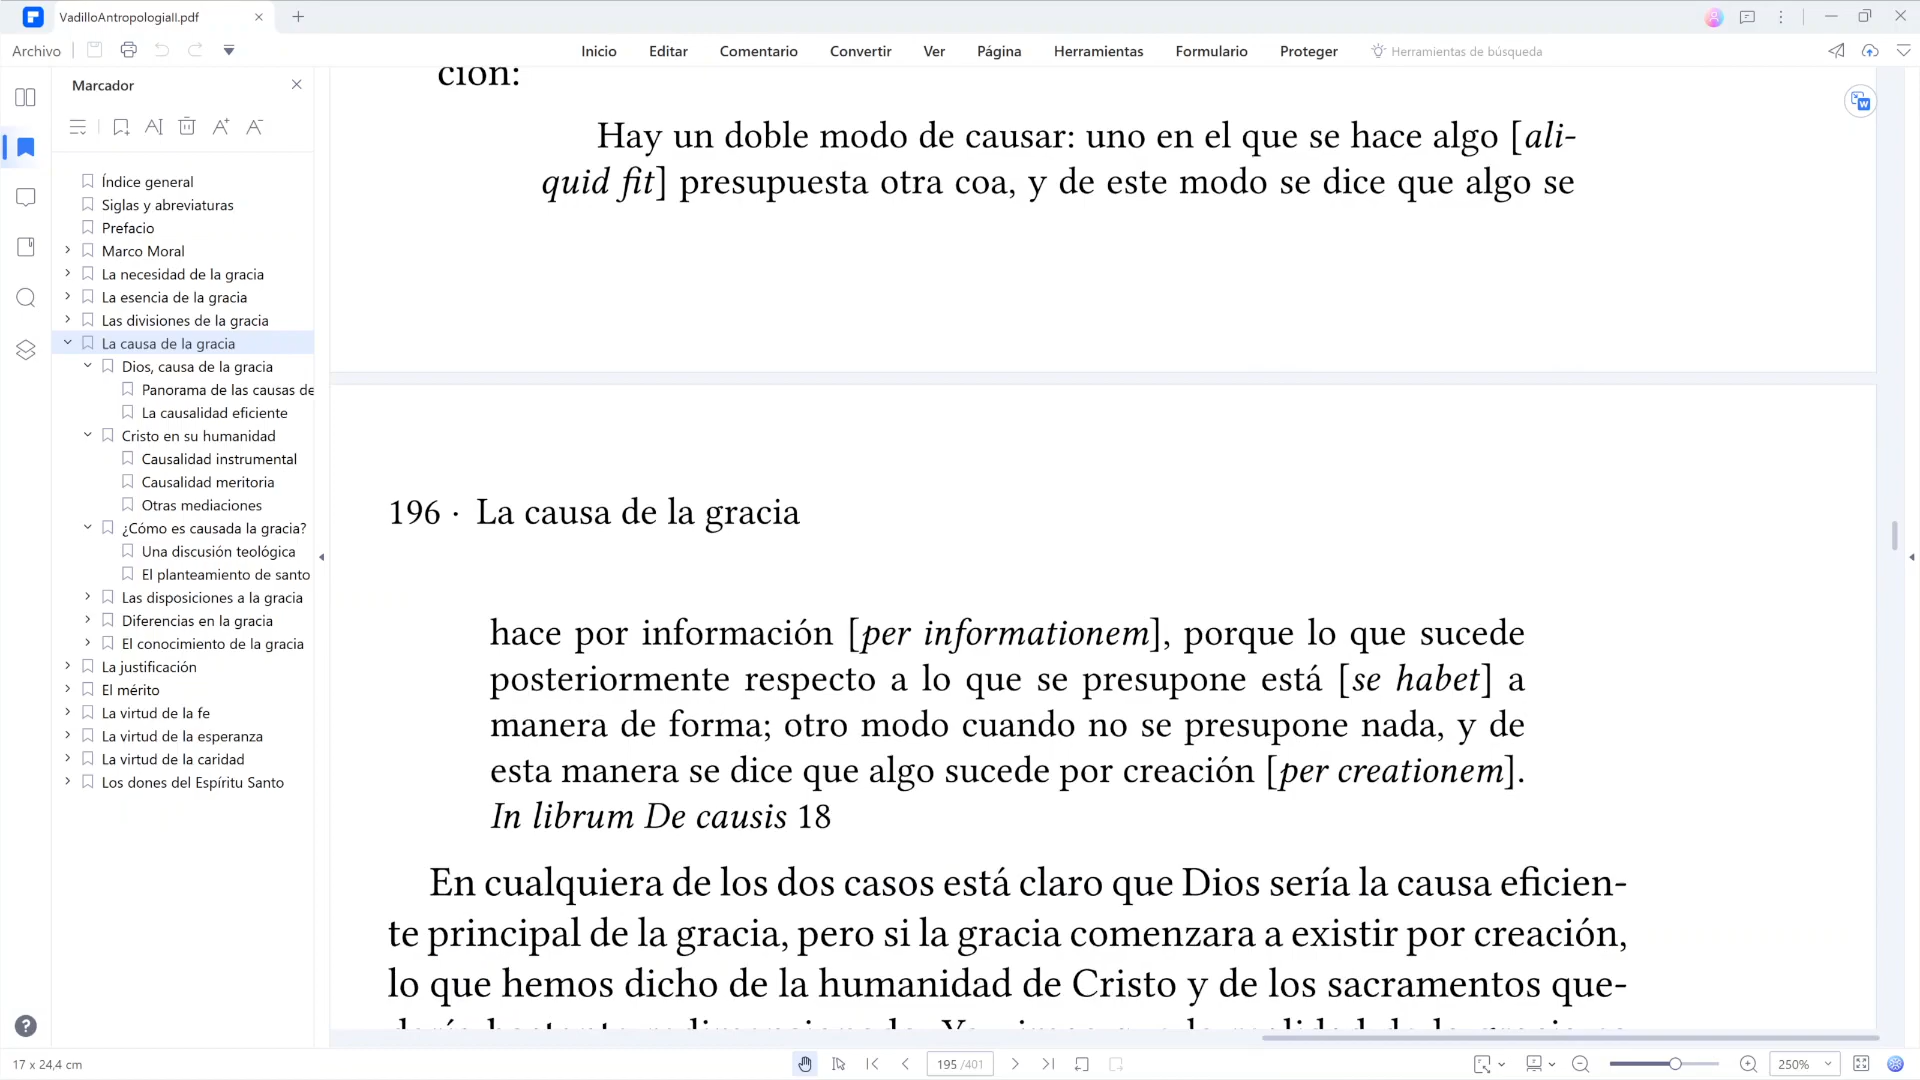 VadilloAntropologiaII.pdf
Archivo
Inicio
Editar
Comentario
Convertir
Ver
Página
Herramientas
Formulario
Proteger
Herramientas de búsqueda
Marcador
Índice general
Siglas y abreviaturas
Prefacio
Marco Moral
La necesidad de la gracia
La esencia de la gracia
Las divisiones de la gracia
La causa de la gracia
Dios, causa de la gracia
Panorama de las causas de
La causalidad eficiente
Cristo en su humanidad
Causalidad instrumental
Causalidad meritoria
Otras mediaciones
¿Cómo es causada la gracia?
Una discusión teológica
El planteamiento de santo
Las disposiciones a la gracia
Diferencias en la gracia
El conocimiento de la gracia
La justificación
El mérito
La virtud de la fe
La virtud de la esperanza
La virtud de la caridad
Los dones del Espíritu Santo
ción:
Hay un doble modo de causar: uno en el que se hace algo [ali-
quid fit] presupuesta otra coa, y de este modo se dice que algo se
196 · La causa de la gracia
hace por información [per informationem], porque lo que sucede
posteriormente respecto a lo que se presupone está [se habet] a
manera de forma; otro modo cuando no se presupone nada, y de
esta manera se dice que algo sucede por creación [per creationem].
In librum De causis 18
En cualquiera de los dos casos está claro que Dios sería la causa eficien-
te principal de la gracia, pero si la gracia comenzara a existir por creación,
lo que hemos dicho de la humanidad de Cristo y de los sacramentos que-
17 x 24,4 cm
195 /401
250%